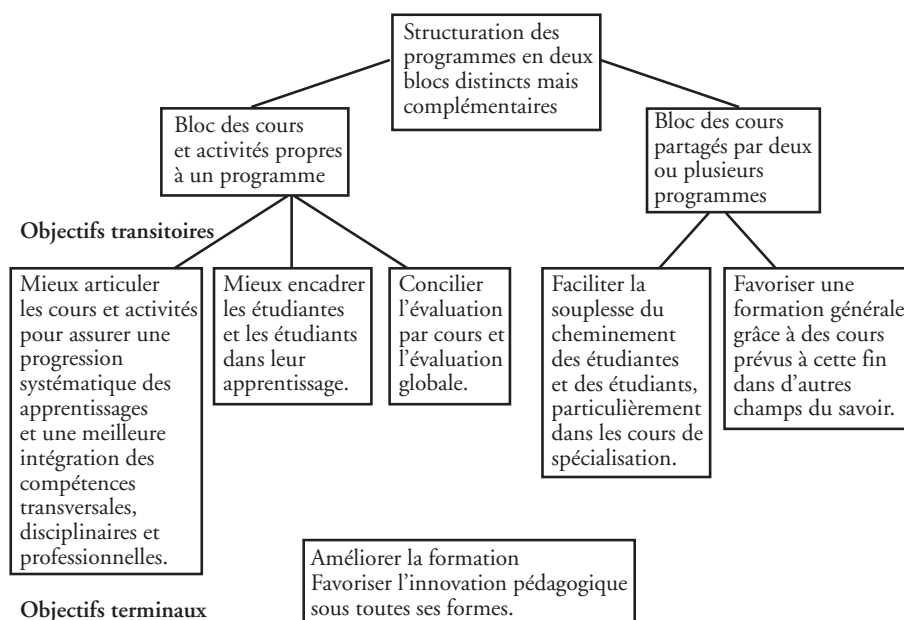 Structuration des
programmes en deux
blocs distincts mais
complémentaires
Bloc des cours
et activités propres
à un programme
Bloc des cours
partagés par deux
ou plusieurs
programmes
Objectifs transitoires
Mieux articuler
les cours et activités
pour assurer une
progression
systématique des
apprentissages
et une meilleure
intégration des
compétences
transversales,
disciplinaires et
professionnelles.
Mieux encadrer
les étudiantes
et les étudiants
dans leur
apprentissage.
Concilier
l’évaluation
par cours et
l’évaluation
globale.
Faciliter la
souplesse du
cheminement
des étudiantes
et des étudiants,
particulièrement
dans les cours de
spécialisation.
Favoriser une
formation générale
grâce à des cours
prévus à cette fin
dans d’autres
champs du savoir.
Améliorer la formation
Favoriser l’innovation pédagogique
sous toutes ses formes.
Objectifs terminaux